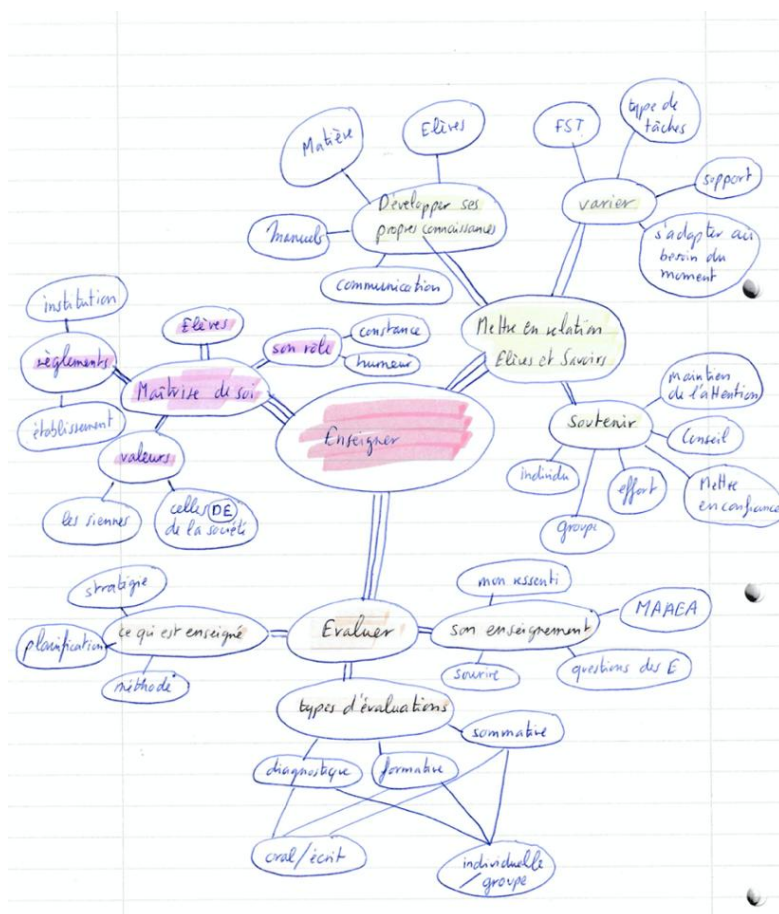 type de
tâches
Elèves
FST
Matière
support
Développer ses
propres connaissances
varier
Manuels
s'adapter au
besoin du
moment
communication
institution
Elèves
constance
Mettre en relation
Elèves et Savoirs
son rôle
humeur
règlements
Maîtrise de soi
maintien
de l'attention
Enseigner
soutenir
établissement
Conseil
valeurs
individu
effort
Mettre
en confiance
les siennes
celles DE
de la société
groupe
stratégie
mon ressenti
MAAEA
ce qui est enseigné
Evaluer
son enseignement
planification
méthode
sourire
questions des E
types d'évaluations
sommative
diagnostique
formative
oral/écrit
individuelle
/groupe